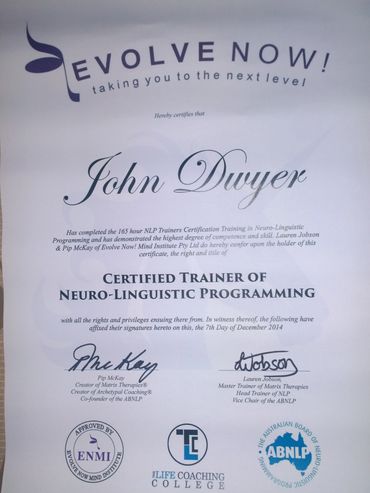 EVOLVE NOW!
taking you to the next level
Hereby certifies that
John Dwyer
Has completed the 165 hour NLP Trainers Certification Training in Neuro-Linguistic
Programming and has demonstrated the highest degree of competence and skill. Lauren Jobson
& Pip McKay of Evolve Now! Mind Institute Pty Ltd do hereby confer upon the holder of this
certificate, the right and title of
CERTIFIED TRAINER OF
NEURO-LINGUISTIC PROGRAMMING
with all the rights and privileges ensuing there from. In witness thereof, the following have
affixed their signatures hereto on this, the 7th Day of December 2014
PMcKay
LJobson
Pip McKay
Creator of Matrix Therapies®
Creator of Archetypal Coaching®
Co-founder of the ABNLP
Lauren Jobson,
Master Trainer of Matrix Therapies
Head Trainer of NLP
Vice Chair of the ABNLP
APPROVED BY
ENMI
EVOLVE NOW MIND INSTITUTE
TLC
THE LIFE COACHING
COLLEGE
THE AUSTRALIAN BOARD OF
NEURO-LINGUISTIC PROGRAMMING
ABNLP